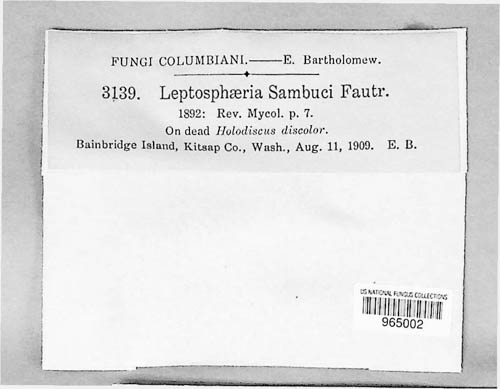 FUNGI COLUMBIANI.——E. Bartholomew.
3139. Leptosphæria Sambuci Fautr.
1892: Rev. Mycol. p. 7.
On dead Holodiscus discolor.
Bainbridge Island, Kitsap Co., Wash., Aug. 11, 1909. E. B.
US NATIONAL FUNGUS COLLECTIONS
965002